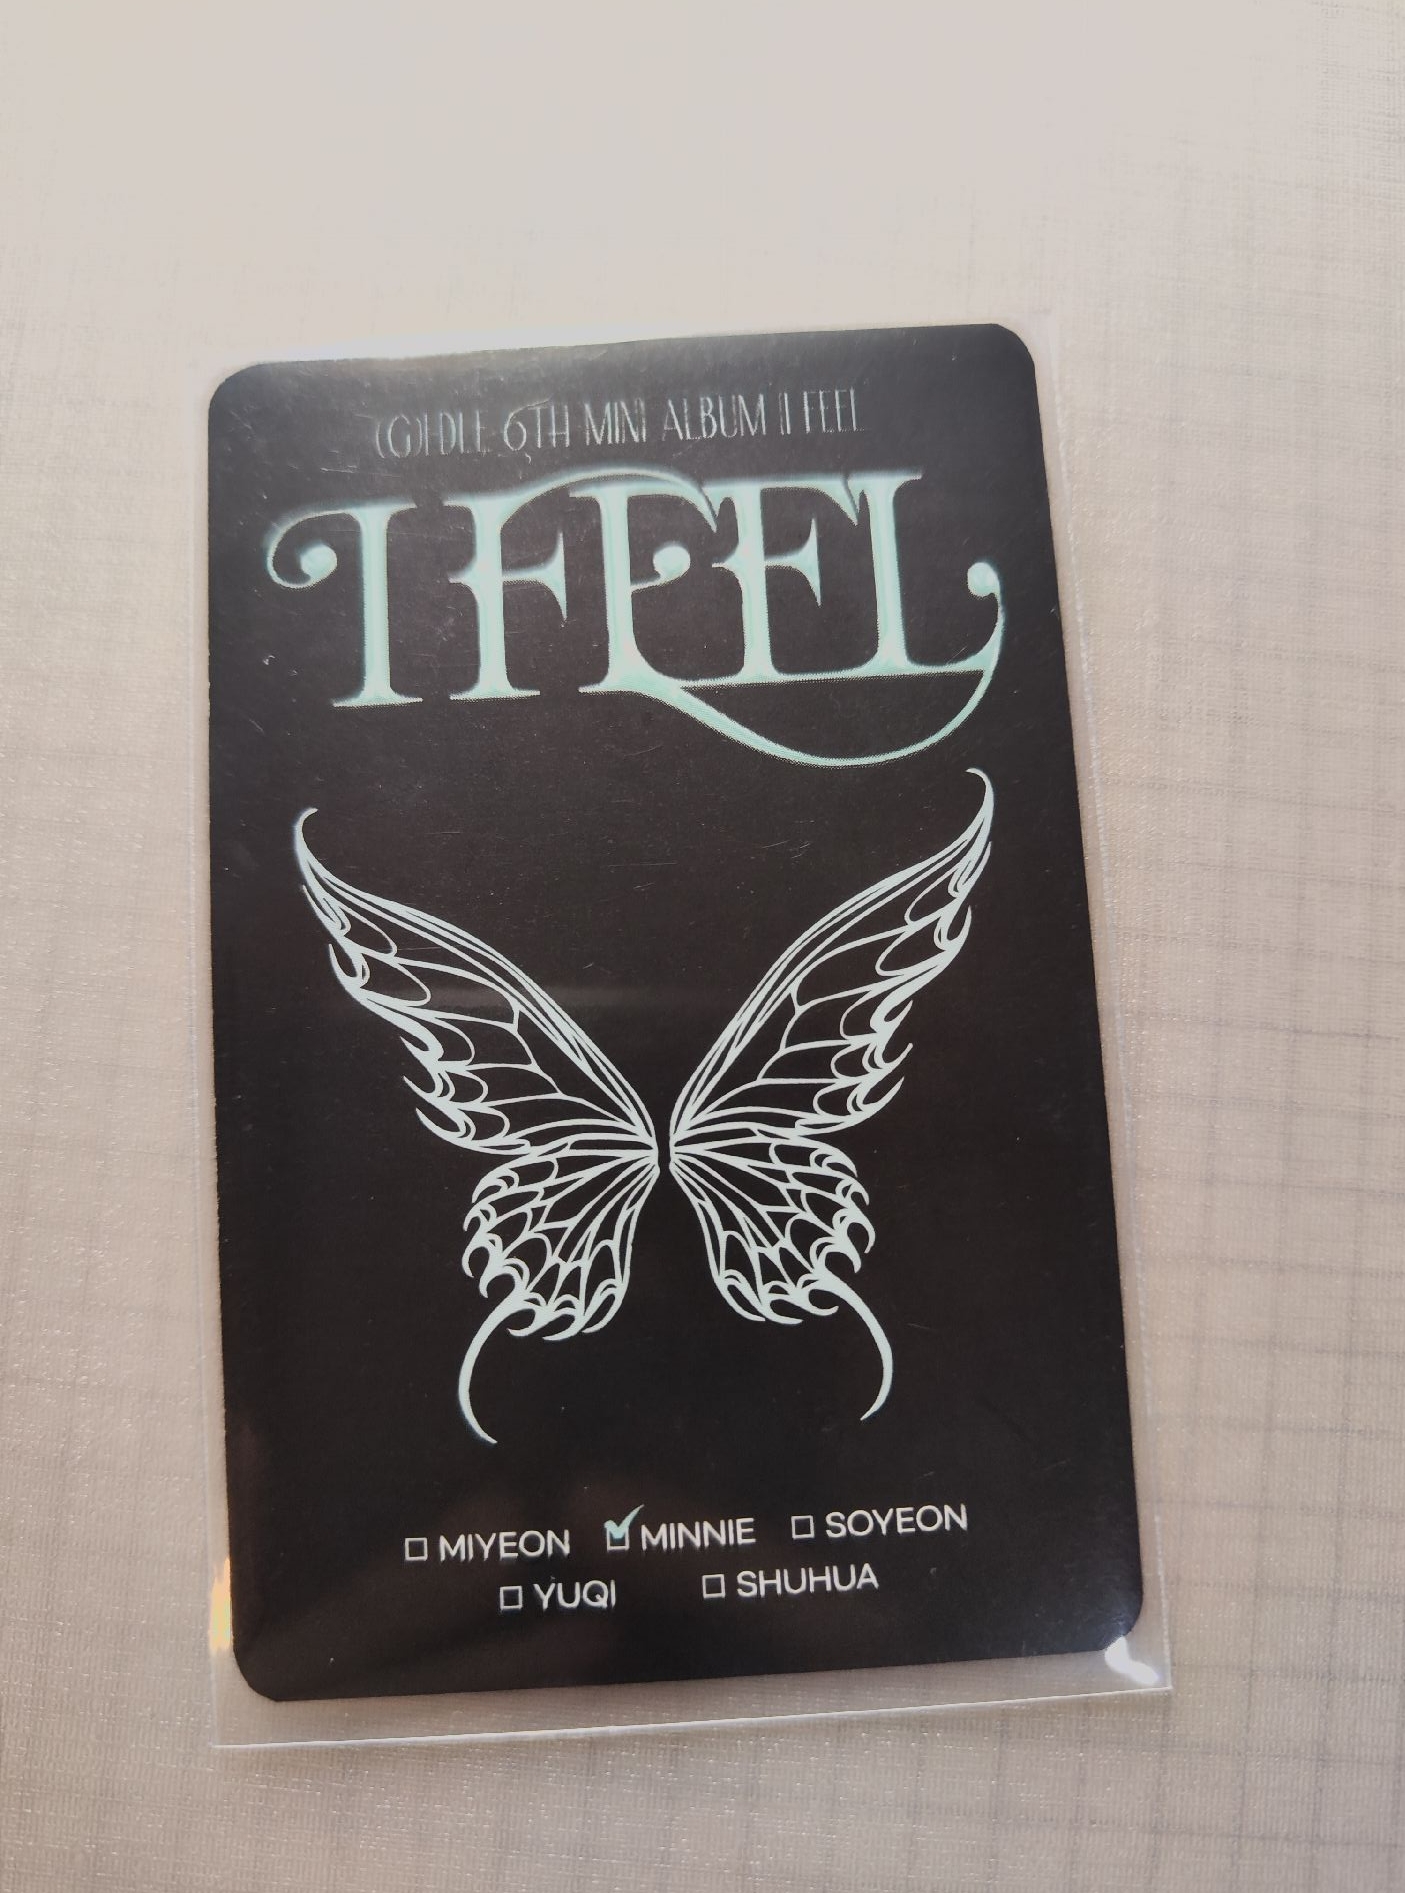 (G)I-DLE 6TH MINI ALBUM [I FEEL]
I FEEL
☐ MIYEON ☑ MINNIE ☐ SOYEON
☐ YUQI ☐ SHUHUA